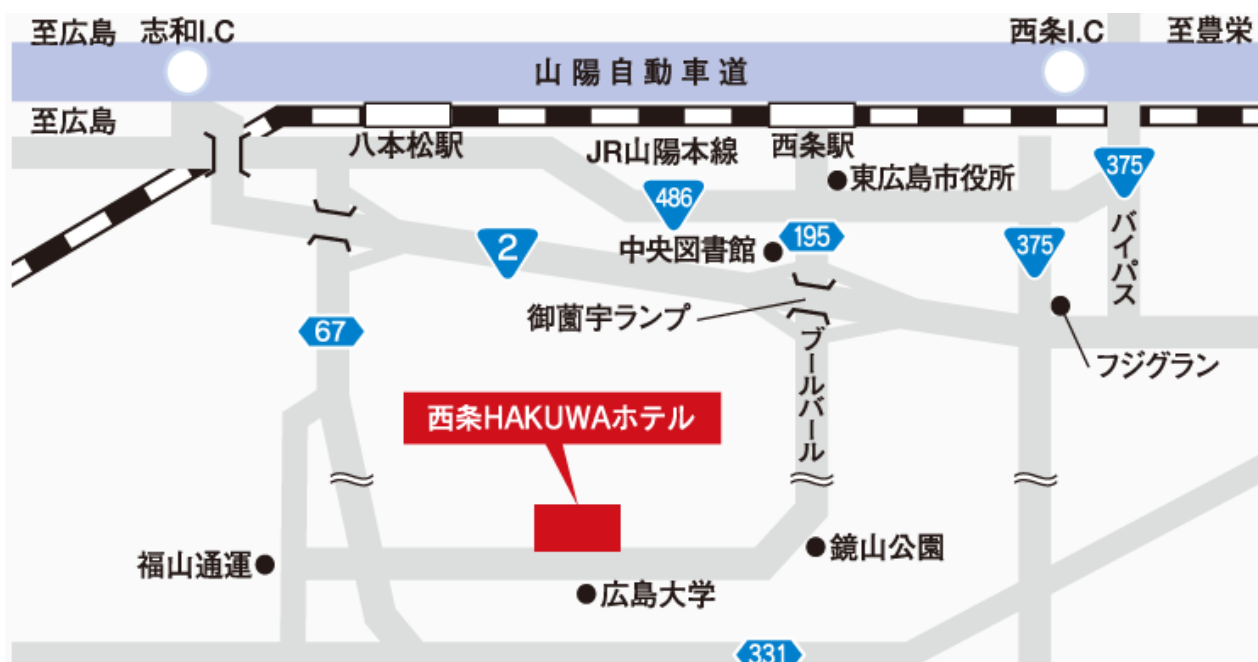 至広島
志和I.C
西条I.C
至豊栄
山陽自動車道
至広島
八本松駅
JR山陽本線
西条駅
東広島市役所
375
486
195
中央図書館
375
バイパス
2
御薗宇ランプ
67
ブールバール
フジグラン
西条HAKUWAホテル
福山通運
鏡山公園
広島大学
331